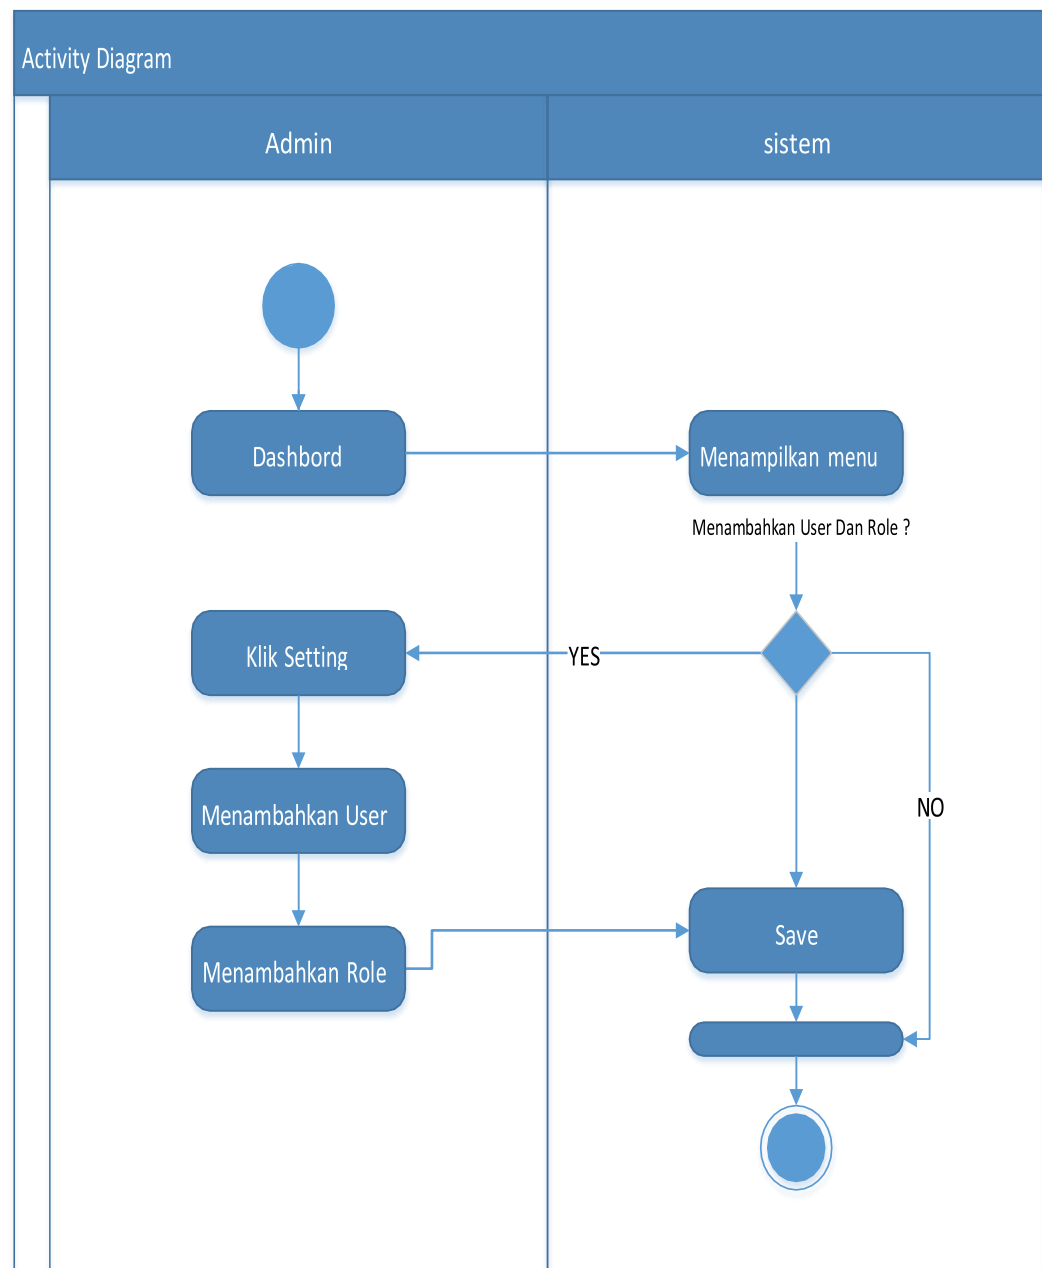 Activity Diagram
Admin
sistem
Dashbord
Menampilkan menu
Menambahkan User Dan Role ?
Klik Setting
YES
Menambahkan User
NO
Save
Menambahkan Role